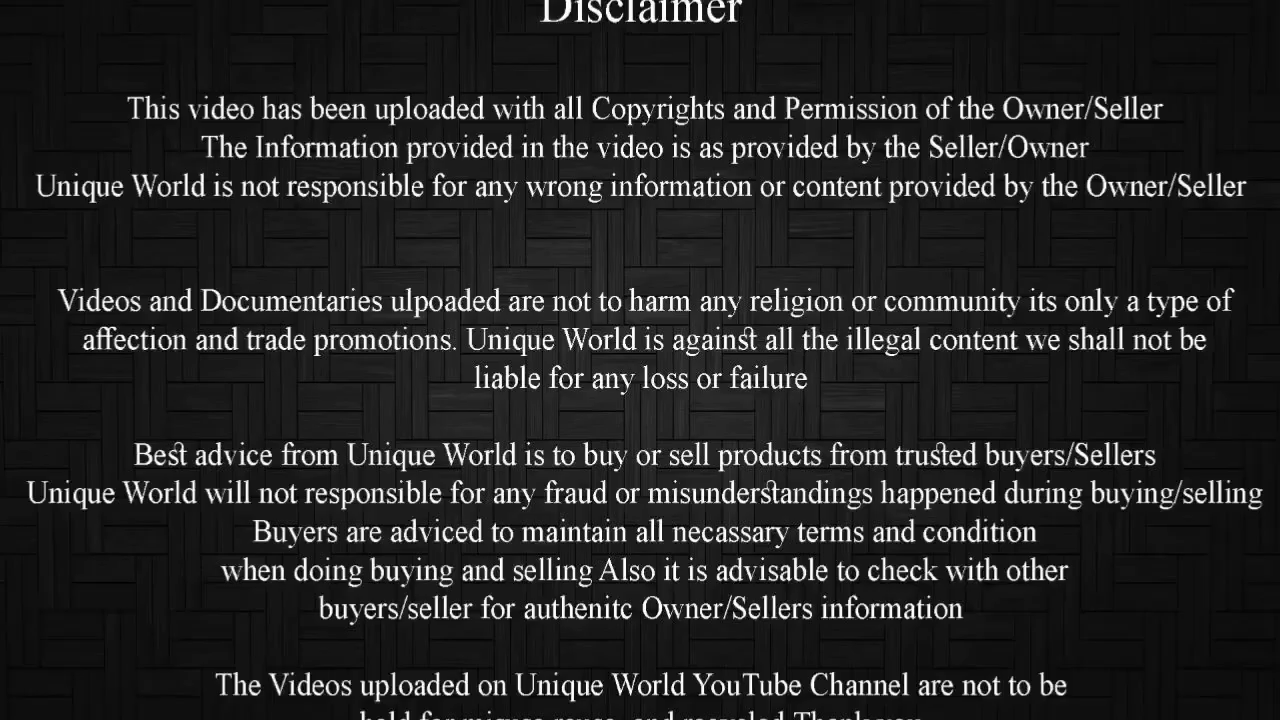 Disclaimer
This video has been uploaded with all Copyrights and Permission of the Owner/Seller
The Information provided in the video is as provided by the Seller/Owner
Unique World is not responsible for any wrong information or content provided by the Owner/Seller
Videos and Documentaries ulpoaded are not to harm any religion or community its only a type of
affection and trade promotions. Unique World is against all the illegal content we shall not be
liable for any loss or failure
Best advice from Unique World is to buy or sell products from trusted buyers/Sellers
Unique World will not responsible for any fraud or misunderstandings happened during buying/selling
Buyers are adviced to maintain all necassary terms and condition
when doing buying and selling Also it is advisable to check with other
buyers/seller for authenitc Owner/Sellers information
The Videos uploaded on Unique World YouTube Channel are not to be